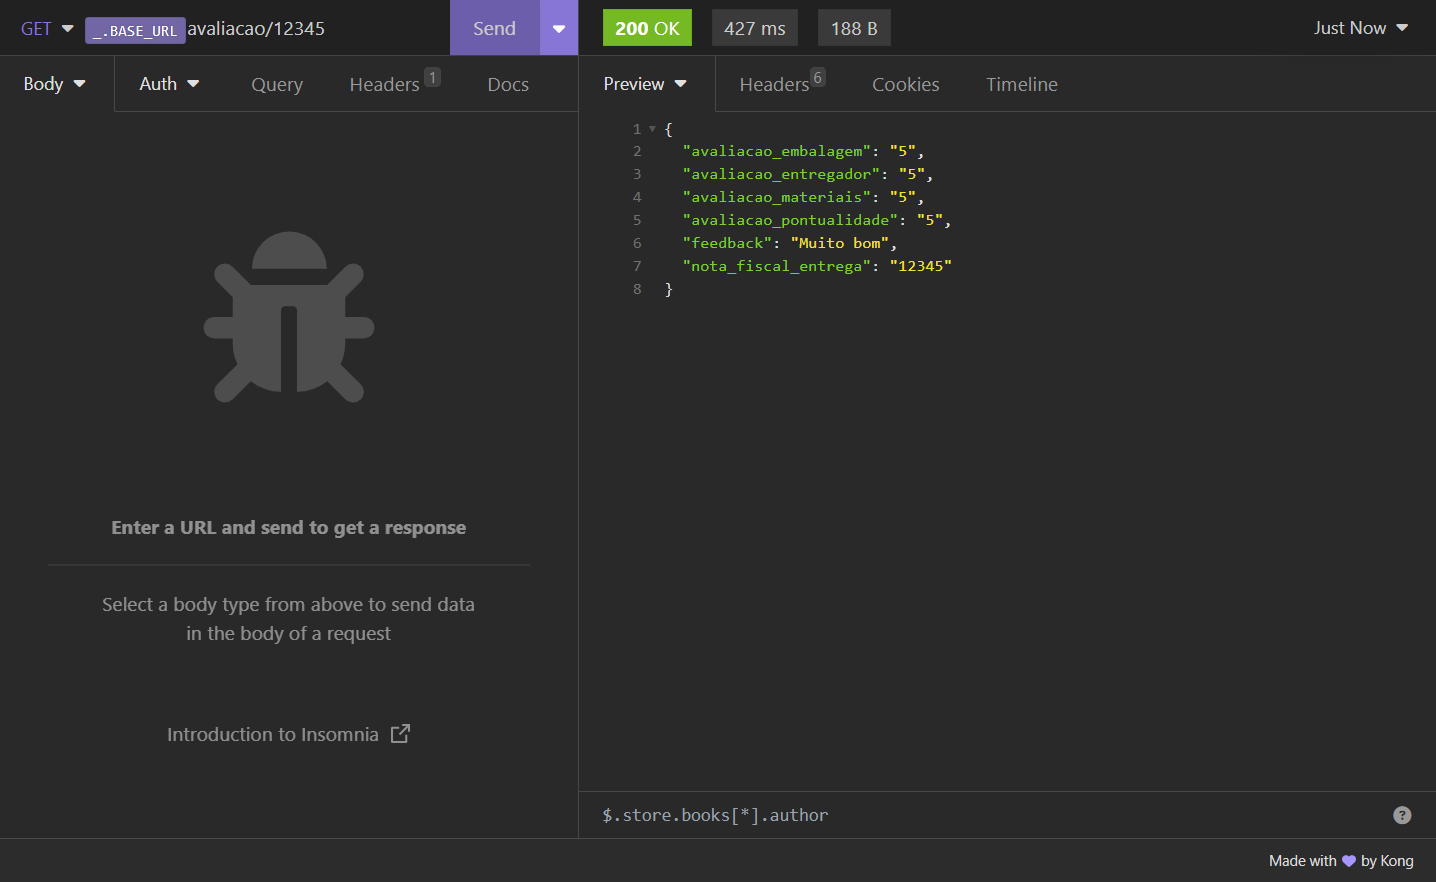 GET _.BASE_URL avaliacao/12345 Send 200 OK 427 ms 188 B Just Now
Body Auth Query Headers 1 Docs
Preview Headers 6 Cookies Timeline
1 {
2 "avaliacao_embalagem": "5",
3 "avaliacao_entregador": "5",
4 "avaliacao_materiais": "5",
5 "avaliacao_pontualidade": "5",
6 "feedback": "Muito bom",
7 "nota_fiscal_entrega": "12345"
8 }
Enter a URL and send to get a response
Select a body type from above to send data
in the body of a request
Introduction to Insomnia
$.store.books[*].author ?
Made with 💜 by Kong